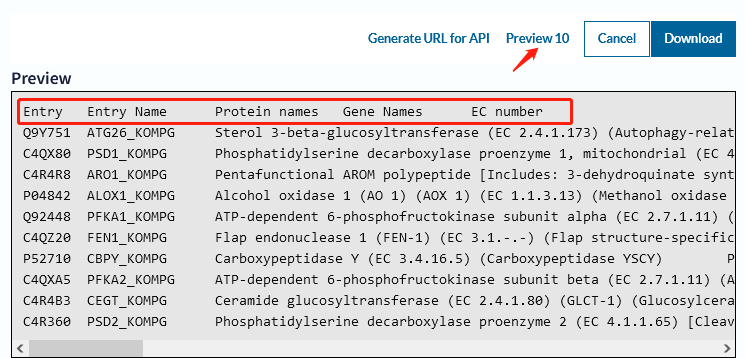 Generate URL for API Preview 10 Cancel Download
Preview
Entry Entry Name Protein names Gene Names EC number
Q9Y751 ATG26_KOMPG Sterol 3-beta-glucosyltransferase (EC 2.4.1.173) (Autophagy-relat
C4QX80 PSD1_KOMPG Phosphatidylserine decarboxylase proenzyme 1, mitochondrial (EC 4
C4R4R8 ARO1_KOMPG Pentafunctional AROM polypeptide [Includes: 3-dehydroquinate synt
P04842 ALOX1_KOMPG Alcohol oxidase 1 (AO 1) (AOX 1) (EC 1.1.3.13) (Methanol oxidase
Q92448 PFKA1_KOMPG ATP-dependent 6-phosphofructokinase subunit alpha (EC 2.7.1.11) (
C4QZ20 FEN1_KOMPG Flap endonuclease 1 (FEN-1) (EC 3.1.-.-) (Flap structure-specific
P52710 CBPY_KOMPG Carboxypeptidase Y (EC 3.4.16.5) (Carboxypeptidase YSCY) P
C4QXA5 PFKA2_KOMPG ATP-dependent 6-phosphofructokinase subunit beta (EC 2.7.1.11) (A
C4R4B3 CEGT_KOMPG Ceramide glucosyltransferase (EC 2.4.1.80) (GLCT-1) (Glucosylcera
C4R360 PSD2_KOMPG Phosphatidylserine decarboxylase proenzyme 2 (EC 4.1.1.65) [Cleav